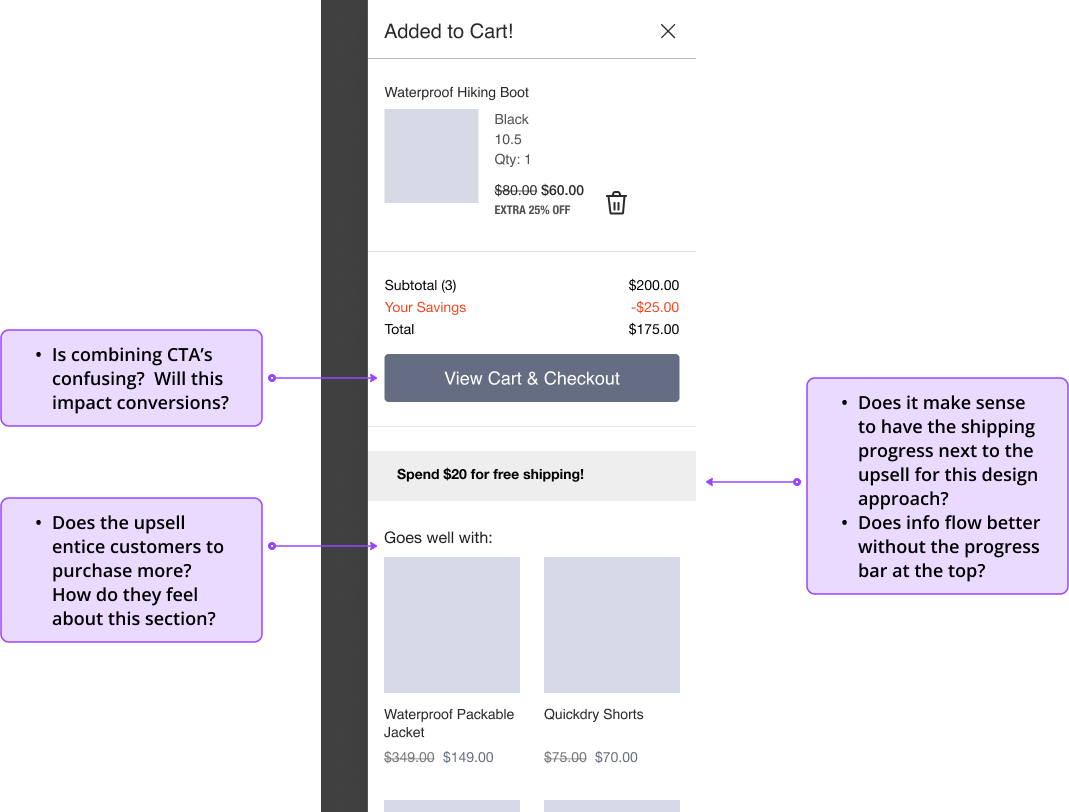 Added to Cart!
Waterproof Hiking Boot
Black
10.5
Qty: 1
$80.00 $60.00
EXTRA 25% OFF
Subtotal (3) $200.00
Your Savings -$25.00
Total $175.00
View Cart & Checkout
Spend $20 for free shipping!
Goes well with:
Waterproof Packable
Jacket
$349.00 $149.00
Quickdry Shorts
$75.00 $70.00
• Is combining CTA’s
confusing?  Will this
impact conversions?
• Does the upsell
entice customers to
purchase more?
How do they feel
about this section?
• Does it make sense
to have the shipping
progress next to the
upsell for this design
approach?
• Does info flow better
without the progress
bar at the top?